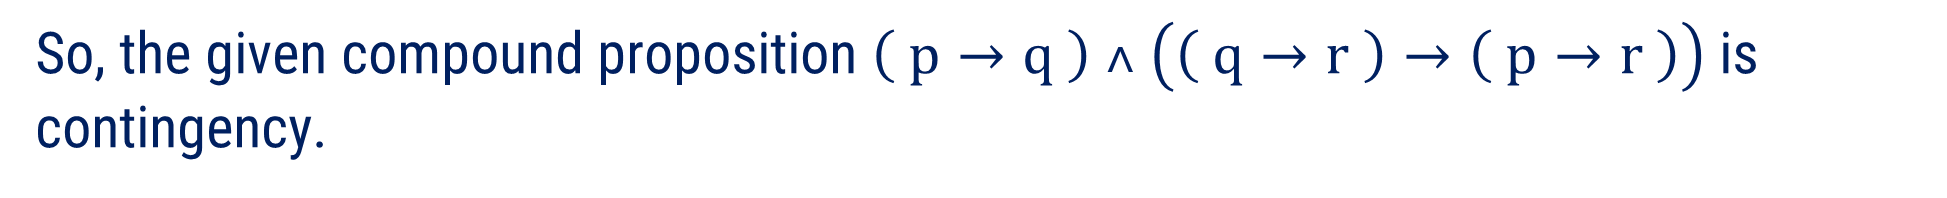 So, the given compound proposition ( p → q ) ∧ (( q → r ) → ( p → r )) is
contingency.